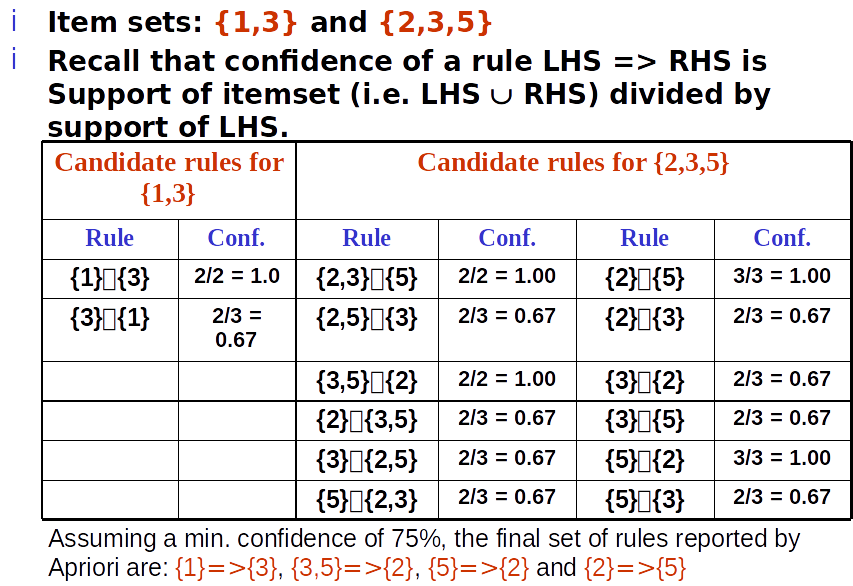 i Item sets: {1,3} and {2,3,5}
i Recall that confidence of a rule LHS => RHS is
Support of itemset (i.e. LHS ∪ RHS) divided by
support of LHS.
Candidate rules for
{1,3}
Candidate rules for {2,3,5}
Rule Conf. Rule Conf. Rule Conf.
{1}▯{3} 2/2 = 1.0 {2,3}▯{5} 2/2 = 1.00 {2}▯{5} 3/3 = 1.00
{3}▯{1} 2/3 = 0.67 {2,5}▯{3} 2/3 = 0.67 {2}▯{3} 2/3 = 0.67
{3,5}▯{2} 2/2 = 1.00 {3}▯{2} 2/3 = 0.67
{2}▯{3,5} 2/3 = 0.67 {3}▯{5} 2/3 = 0.67
{3}▯{2,5} 2/3 = 0.67 {5}▯{2} 3/3 = 1.00
{5}▯{2,3} 2/3 = 0.67 {5}▯{3} 2/3 = 0.67
Assuming a min. confidence of 75%, the final set of rules reported by
Apriori are: {1}=>{3}, {3,5}=>{2}, {5}=>{2} and {2}=>{5}